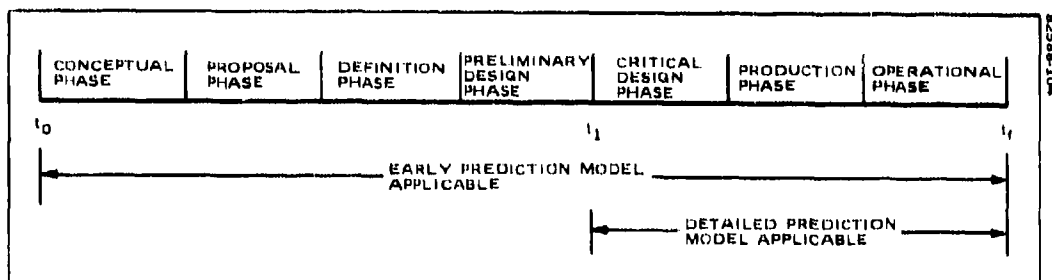 CONCEPTUAL PHASE
PROPOSAL PHASE
DEFINITION PHASE
PRELIMINARY DESIGN PHASE
CRITICAL DESIGN PHASE
PRODUCTION PHASE
OPERATIONAL PHASE
t0
t1
tf
EARLY PREDICTION MODEL
APPLICABLE
DETAILED PREDICTION
MODEL APPLICABLE